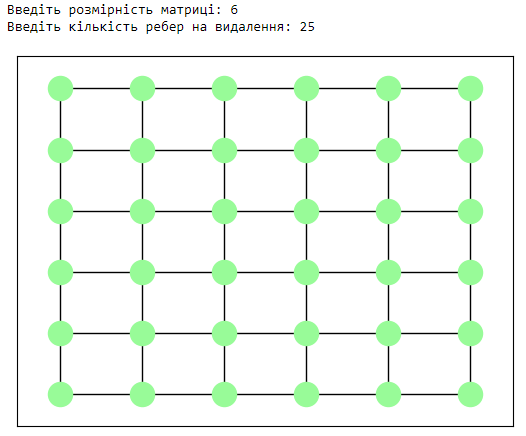 Введіть розмірність матриці: 6
Введіть кількість ребер на видалення: 25